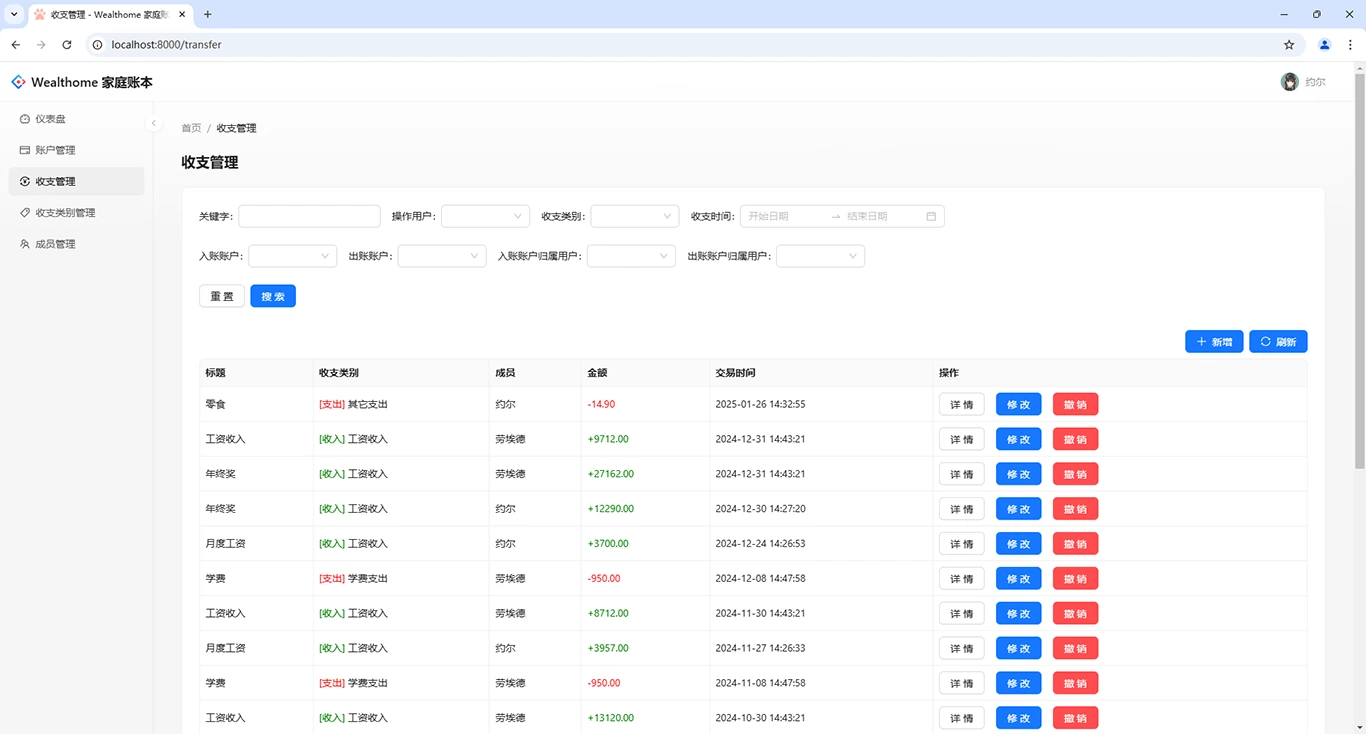 收支管理 - Wealthome 家庭账
localhost:8000/transfer
Wealthome 家庭账本
约尔
仪表盘
账户管理
收支管理
收支类别管理
成员管理
首页 / 收支管理
收支管理
关键字: 操作用户: 收支类别: 收支时间: 开始日期 → 结束日期
入账账户: 出账账户: 入账账户归属用户: 出账账户归属用户:
重 置 搜 索
+ 新增 刷新
标题 收支类别 成员 金额 交易时间 操作
零食 [支出] 其它支出 约尔 -14.90 2025-01-26 14:32:55 详 情 修 改 撤 销
工资收入 [收入] 工资收入 劳埃德 +9712.00 2024-12-31 14:43:21 详 情 修 改 撤 销
年终奖 [收入] 工资收入 劳埃德 +27162.00 2024-12-31 14:43:21 详 情 修 改 撤 销
年终奖 [收入] 工资收入 约尔 +12290.00 2024-12-30 14:27:20 详 情 修 改 撤 销
月度工资 [收入] 工资收入 约尔 +3700.00 2024-12-24 14:26:53 详 情 修 改 撤 销
学费 [支出] 学费支出 劳埃德 -950.00 2024-12-08 14:47:58 详 情 修 改 撤 销
工资收入 [收入] 工资收入 劳埃德 +8712.00 2024-11-30 14:43:21 详 情 修 改 撤 销
月度工资 [收入] 工资收入 约尔 +3957.00 2024-11-27 14:26:33 详 情 修 改 撤 销
学费 [支出] 学费支出 劳埃德 -950.00 2024-11-08 14:47:58 详 情 修 改 撤 销
工资收入 [收入] 工资收入 劳埃德 +13120.00 2024-10-30 14:43:21 详 情 修 改 撤 销